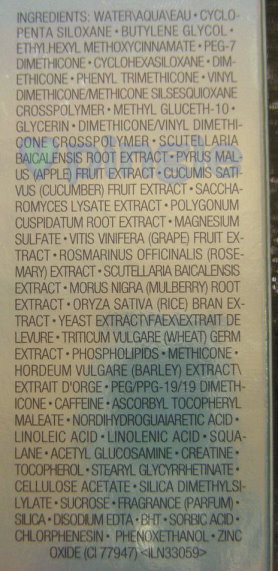 INGREDIENTS: WATER\AQUA\EAU • CYCLO-
PENTA SILOXANE • BUTYLENE GLYCOL •
ETHYLHEXYL METHOXYCINNAMATE • PEG-7
DIMETHICONE • CYCLOHEXASILOXANE • DIM-
ETHICONE • PHENYL TRIMETHICONE • VINYL
DIMETHICONE/METHICONE SILSESQUIOXANE
CROSSPOLYMER • METHYL GLUCETH-10 •
GLYCERIN • DIMETHICONE/VINYL DIMETHI-
CONE CROSSPOLYMER • SCUTELLARIA
BAICALENSIS ROOT EXTRACT • PYRUS MAL-
US (APPLE) FRUIT EXTRACT • CUCUMIS SATI-
VUS (CUCUMBER) FRUIT EXTRACT • SACCHA-
ROMYCES LYSATE EXTRACT • POLYGONUM
CUSPIDATUM ROOT EXTRACT • MAGNESIUM
SULFATE • VITIS VINIFERA (GRAPE) FRUIT EX-
TRACT • ROSMARINUS OFFICINALIS (ROSE-
MARY) EXTRACT • SCUTELLARIA BAICALENSIS
EXTRACT • MORUS NIGRA (MULBERRY) ROOT
EXTRACT • ORYZA SATIVA (RICE) BRAN EX-
TRACT • YEAST EXTRACT\FAEX\EXTRAIT DE
LEVURE • TRITICUM VULGARE (WHEAT) GERM
EXTRACT • PHOSPHOLIPIDS • METHICONE •
HORDEUM VULGARE (BARLEY) EXTRACT\
EXTRAIT D'ORGE • PEG/PPG-19/19 DIMETH-
ICONE • CAFFEINE • ASCORBYL TOCOPHERYL
MALEATE • NORDIHYDROGUAIARETIC ACID •
LINOLEIC ACID • LINOLENIC ACID • SQUA-
LANE • ACETYL GLUCOSAMINE • CREATINE •
TOCOPHEROL • STEARYL GLYCYRRHETINATE •
CELLULOSE ACETATE • SILICA DIMETHYLSI-
LYLATE • SUCROSE • FRAGRANCE (PARFUM) •
SILICA • DISODIUM EDTA • BHT • SORBIC ACID •
CHLORPHENESIN • PHENOXETHANOL • ZINC
OXIDE (CI 77947) <ILN33059>